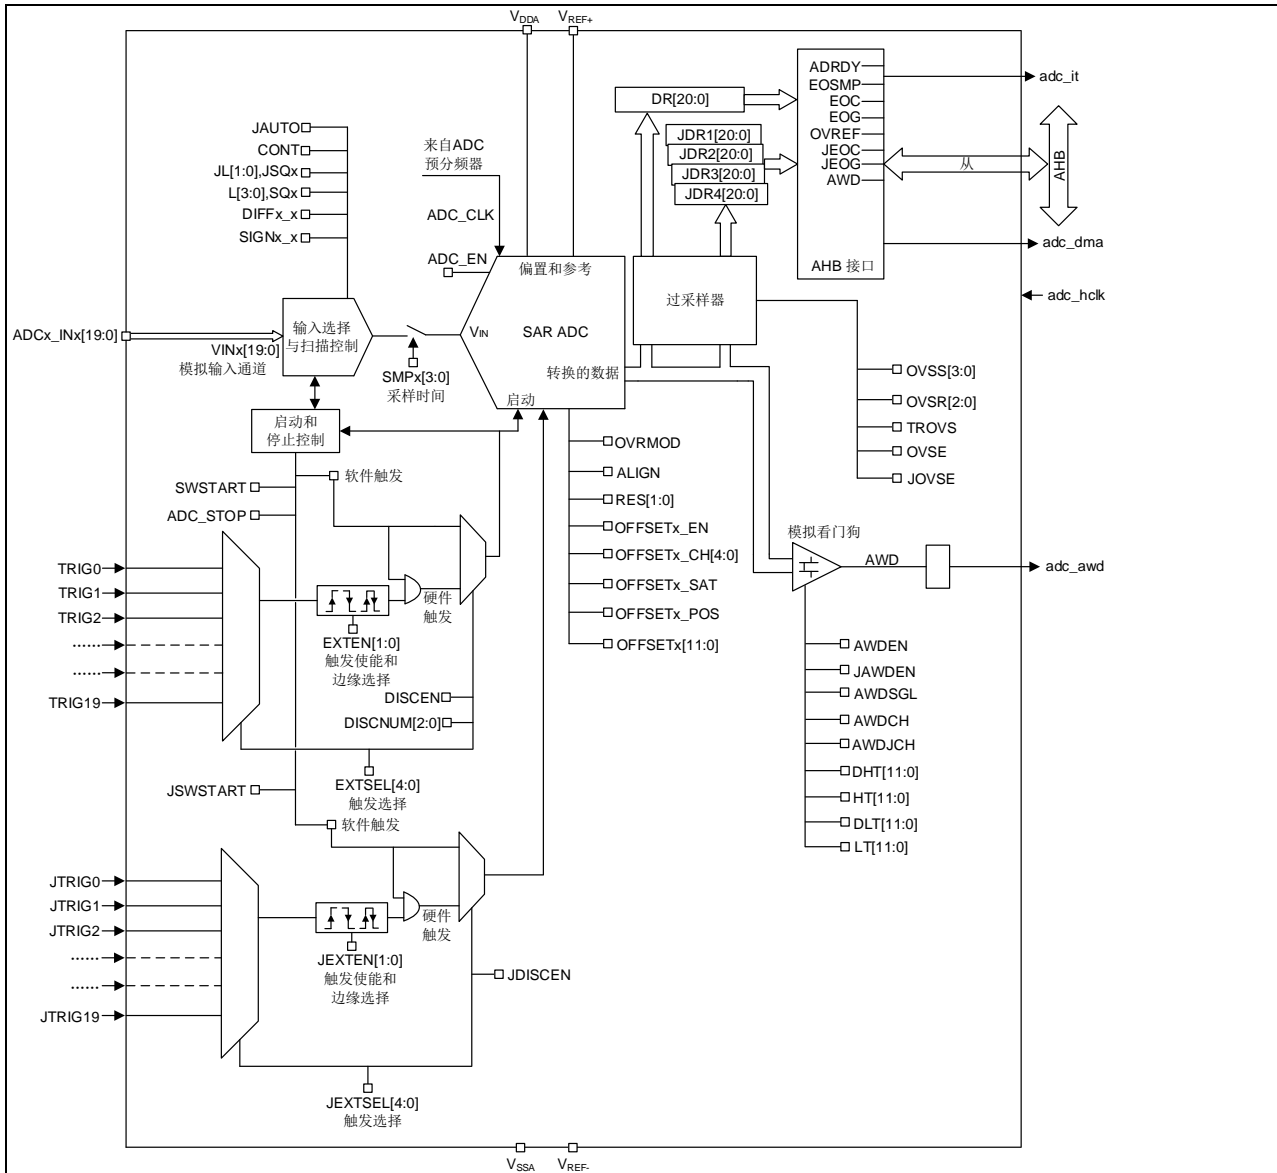 VDDA
VREF+
ADRDY
EOSMP
EOC
EOG
OVREF
JEOC
JEOG
AWD
AHB 接口
adc_it
从
AHB
adc_dma
adc_hclk
DR[20:0]
JDR1[20:0]
JDR2[20:0]
JDR3[20:0]
JDR4[20:0]
JAUTO
CONT
JL[1:0],JSQx
L[3:0],SQx
DIFFx_x
SIGNx_x
来自ADC
预分频器
ADC_CLK
ADC_EN
偏置和参考
VIN
SAR ADC
转换的数据
启动
过采样器
ADCx_INx[19:0]
VINx[19:0]
模拟输入通道
输入选择
与扫描控制
SMPx[3:0]
采样时间
启动和
停止控制
OVSS[3:0]
OVSR[2:0]
TROVS
OVSE
JOVSE
软件触发
SWSTART
ADC_STOP
OVRMOD
ALIGN
RES[1:0]
OFFSETx_EN
OFFSETx_CH[4:0]
OFFSETx_SAT
OFFSETx_POS
OFFSETx[11:0]
模拟看门狗
AWD
adc_awd
TRIG0
TRIG1
TRIG2
......
......
TRIG19
硬件
触发
EXTEN[1:0]
触发使能和
边缘选择
DISCEN
DISCNUM[2:0]
EXTSEL[4:0]
触发选择
AWDEN
JAWDEN
AWDSGL
AWDCH
AWDJCH
DHT[11:0]
HT[11:0]
DLT[11:0]
LT[11:0]
JSWSTART
软件触发
JTRIG0
JTRIG1
JTRIG2
......
......
JTRIG19
硬件
触发
JEXTEN[1:0]
触发使能和
边缘选择
JDISCEN
JEXTSEL[4:0]
触发选择
VSSA
VREF-